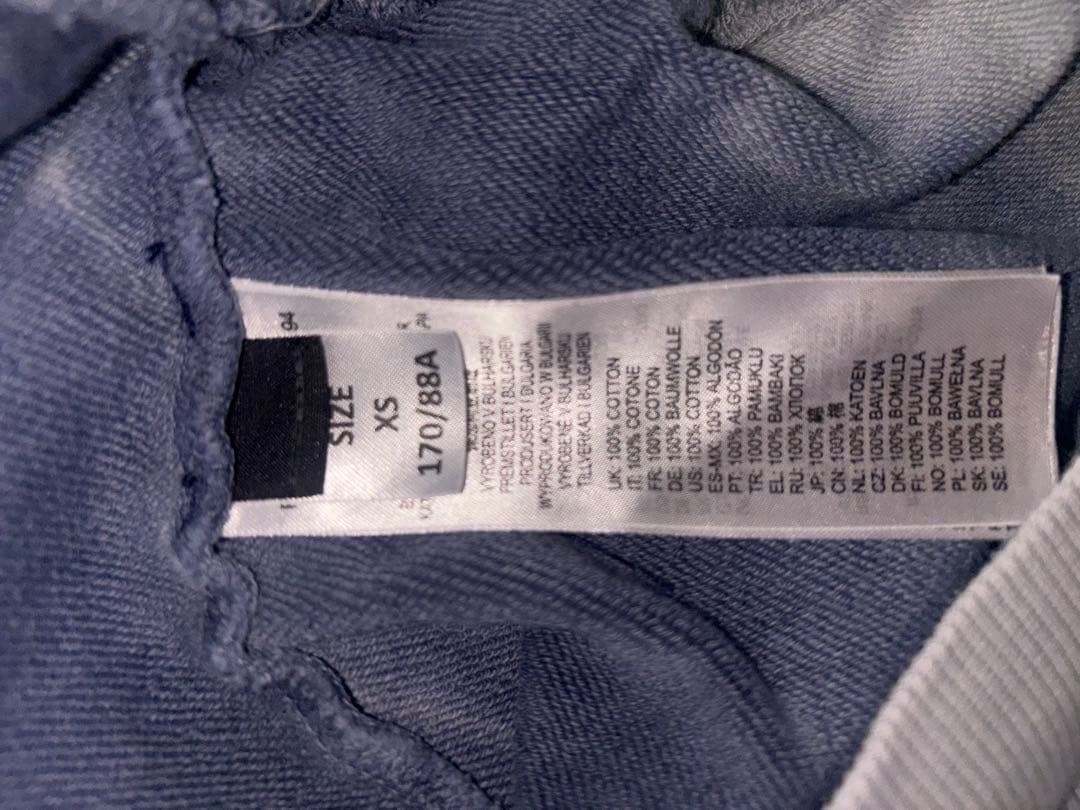 SIZE
XS
170/88A
94
VYROBENO V BULHARSKU
FREMSTILLET I BULGARIEN
PRODUSERT I BULGARIA
WYPRODUKOWANO W BULGARII
VYROBENÉ V BULHARSKU
TILLVERKAD I BULGARIEN
UK: 100% COTTON
IT: 100% COTONE
FR: 100% COTON
DE: 100% BAUMWOLLE
US: 100% COTTON
ES-MX:100% ALGODÓN
PT: 100% ALGODÃO
TR: 100% PAMUKLU
EL: 100% ΒΑΜΒΑΚΙ
RU: 100% ХЛОПОК
JP: 100% 綿
CN: 100% 棉
NL: 100% KATOEN
CZ: 100% BAVLNA
DK: 100% BOMULD
FI: 100% PUUVILLA
NO: 100% BOMULL
PL: 100% BAWEŁNA
SK: 100% BAVLNA
SE: 100% BOMULL